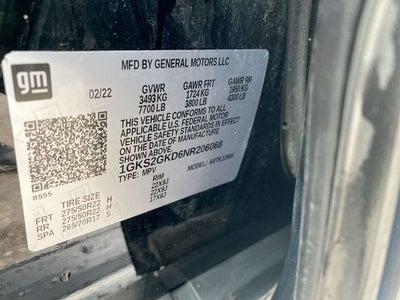 gm
MFD BY GENERAL MOTORS LLC
02/22 GVWR GAWR FRT GAWR RR
3493 KG 1724 KG 1950 KG
7700 LB 3800 LB 4300 LB
THIS VEHICLE CONFORMS TO ALL APPLICABLE U.S. FEDERAL MOTOR
VEHICLE SAFETY STANDARDS IN EFFECT ON THE
DATE OF MANUFACTURE
1GKS2GKD6NR206068
TYPE: MPV MODEL:
TIRE SIZE RIM
FRT 275/50R22 H 22X9J
RR 275/50R22 H 22X9J
SPA 265/70R17 S 17X8J